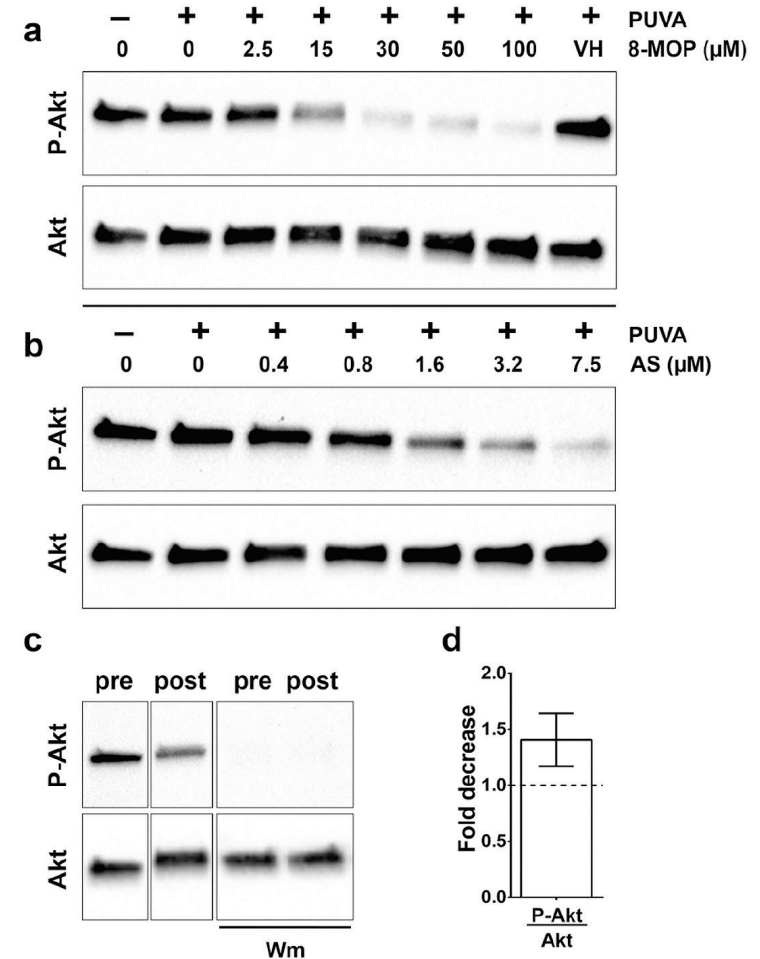 a
– + + + + + + + PUVA
0 0 2.5 15 30 50 100 VH 8-MOP (µM)
P-Akt
Akt
b
– + + + + + + PUVA
0 0 0.4 0.8 1.6 3.2 7.5 AS (µM)
P-Akt
Akt
c
pre post pre post
P-Akt
Akt
Wm
d
Fold decrease
2.0
1.5
1.0
0.5
0.0
P-Akt
Akt